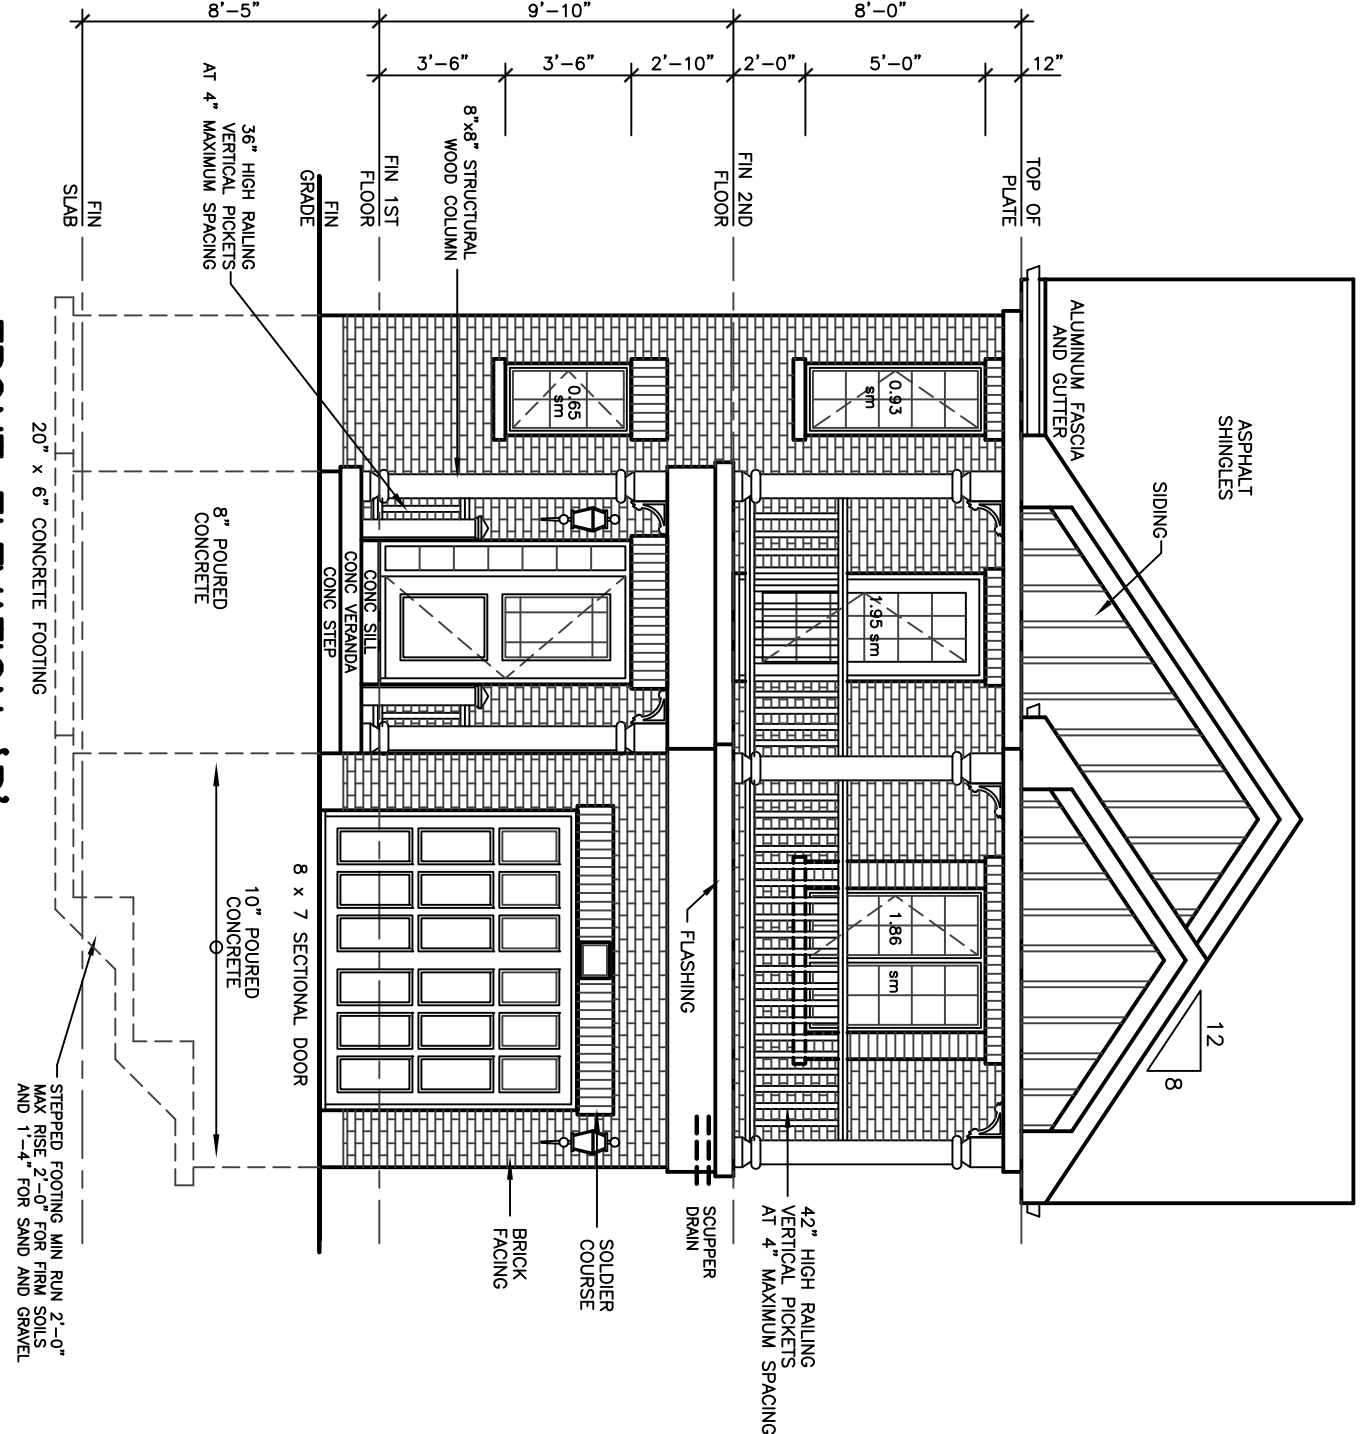 ASPHALT
SHINGLES
SIDING
12
8
ALUMINUM FASCIA
AND GUTTER
TOP OF
PLATE
12"
8'-0"
5'-0"
2'-0"
FIN 2ND
FLOOR
9'-10"
2'-10"
3'-6"
3'-6"
FIN 1ST
FLOOR
FIN
GRADE
8'-5"
FIN
SLAB
0.93
sm
1.95 sm
1.86
sm
0.65
sm
42" HIGH RAILING
VERTICAL PICKETS
AT 4" MAXIMUM SPACING
SCUPPER
DRAIN
FLASHING
SOLDIER
COURSE
BRICK
FACING
8"x8" STRUCTURAL
WOOD COLUMN
36" HIGH RAILING
VERTICAL PICKETS
AT 4" MAXIMUM SPACING
CONC SILL
CONC VERANDA
CONC STEP
8 x 7 SECTIONAL DOOR
8" POURED
CONCRETE
10" POURED
CONCRETE
20" x 6" CONCRETE FOOTING
STEPPED FOOTING MIN RUN 2'-0"
MAX RISE 2'-0" FOR FIRM SOILS
AND 1'-4" FOR SAND AND GRAVEL